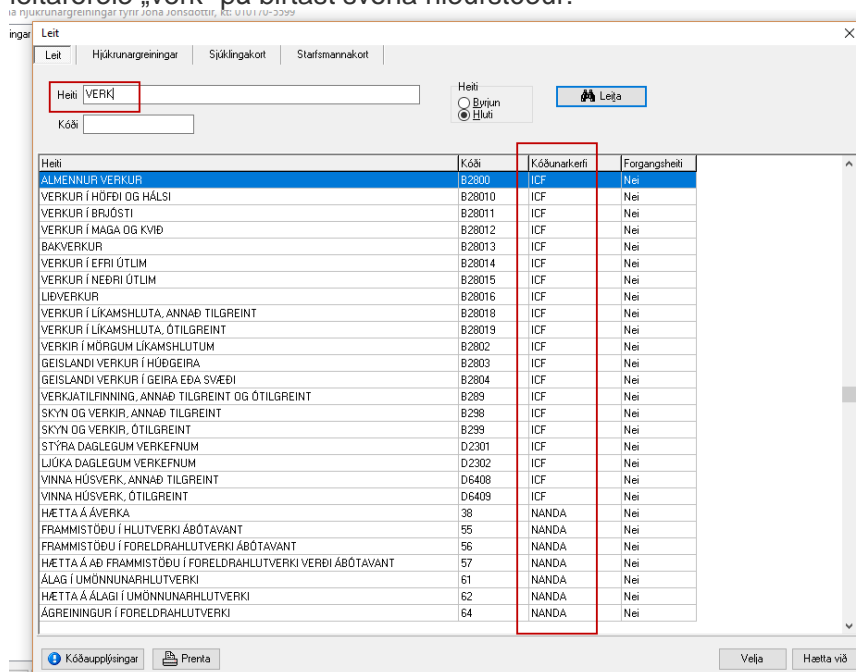 leitarorðið „verk“ þá birtast svona niðurstöður:
na hjúkrunargreiningar fyrir Jóna Jónsdóttir, kt: 010170-5599
ingar
Leit
Leit Hjúkrunargreiningar Sjúklingakort Starfsmannakort
Heiti VERK
Kóði
Heiti
Byrjun
Hluti
Leita
Heiti Kóði Kóðunarkerfi Forgangsheiti
ALMENNUR VERKUR B2800 ICF Nei
VERKUR Í HÖFÐI OG HÁLSI B28010 ICF Nei
VERKUR Í BRJÓSTI B28011 ICF Nei
VERKUR Í MAGA OG KVIÐ B28012 ICF Nei
BAKVERKUR B28013 ICF Nei
VERKUR Í EFRI ÚTLIM B28014 ICF Nei
VERKUR Í NEÐRI ÚTLIM B28015 ICF Nei
LIÐVERKUR B28016 ICF Nei
VERKUR Í LÍKAMSHLUTA, ANNAÐ TILGREINT B28018 ICF Nei
VERKUR Í LÍKAMSHLUTA, ÓTILGREINT B28019 ICF Nei
VERKIR Í MÖRGUM LÍKAMSHLUTUM B2802 ICF Nei
GEISLANDI VERKUR Í HÚÐGEIRA B2803 ICF Nei
GEISLANDI VERKUR Í GEIRA EÐA SVÆÐI B2804 ICF Nei
VERKJATILFINNING, ANNAÐ TILGREINT OG ÓTILGREINT B289 ICF Nei
SKYN OG VERKIR, ANNAÐ TILGREINT B298 ICF Nei
SKYN OG VERKIR, ÓTILGREINT B299 ICF Nei
STÝRA DAGLEGUM VERKEFNUM D2301 ICF Nei
LJÚKA DAGLEGUM VERKEFNUM D2302 ICF Nei
VINNA HÚSVERK, ANNAÐ TILGREINT D6408 ICF Nei
VINNA HÚSVERK, ÓTILGREINT D6409 ICF Nei
HÆTTA Á ÁVERKA 38 NANDA Nei
FRAMMISTÖÐU Í HLUTVERKI ÁBÓTAVANT 55 NANDA Nei
FRAMMISTÖÐU Í FORELDRAHLUTVERKI ÁBÓTAVANT 56 NANDA Nei
HÆTTA Á AÐ FRAMMISTÖÐU Í FORELDRAHLUTVERKI VERÐI ÁBÓTAVANT 57 NANDA Nei
ÁLAG Í UMÖNNUNARHLUTVERKI 61 NANDA Nei
HÆTTA Á ÁLAGI Í UMÖNNUNARHLUTVERKI 62 NANDA Nei
ÁGREININGUR Í FORELDRAHLUTVERKI 64 NANDA Nei
Kóðaupplýsingar Prenta Velja Hætta við